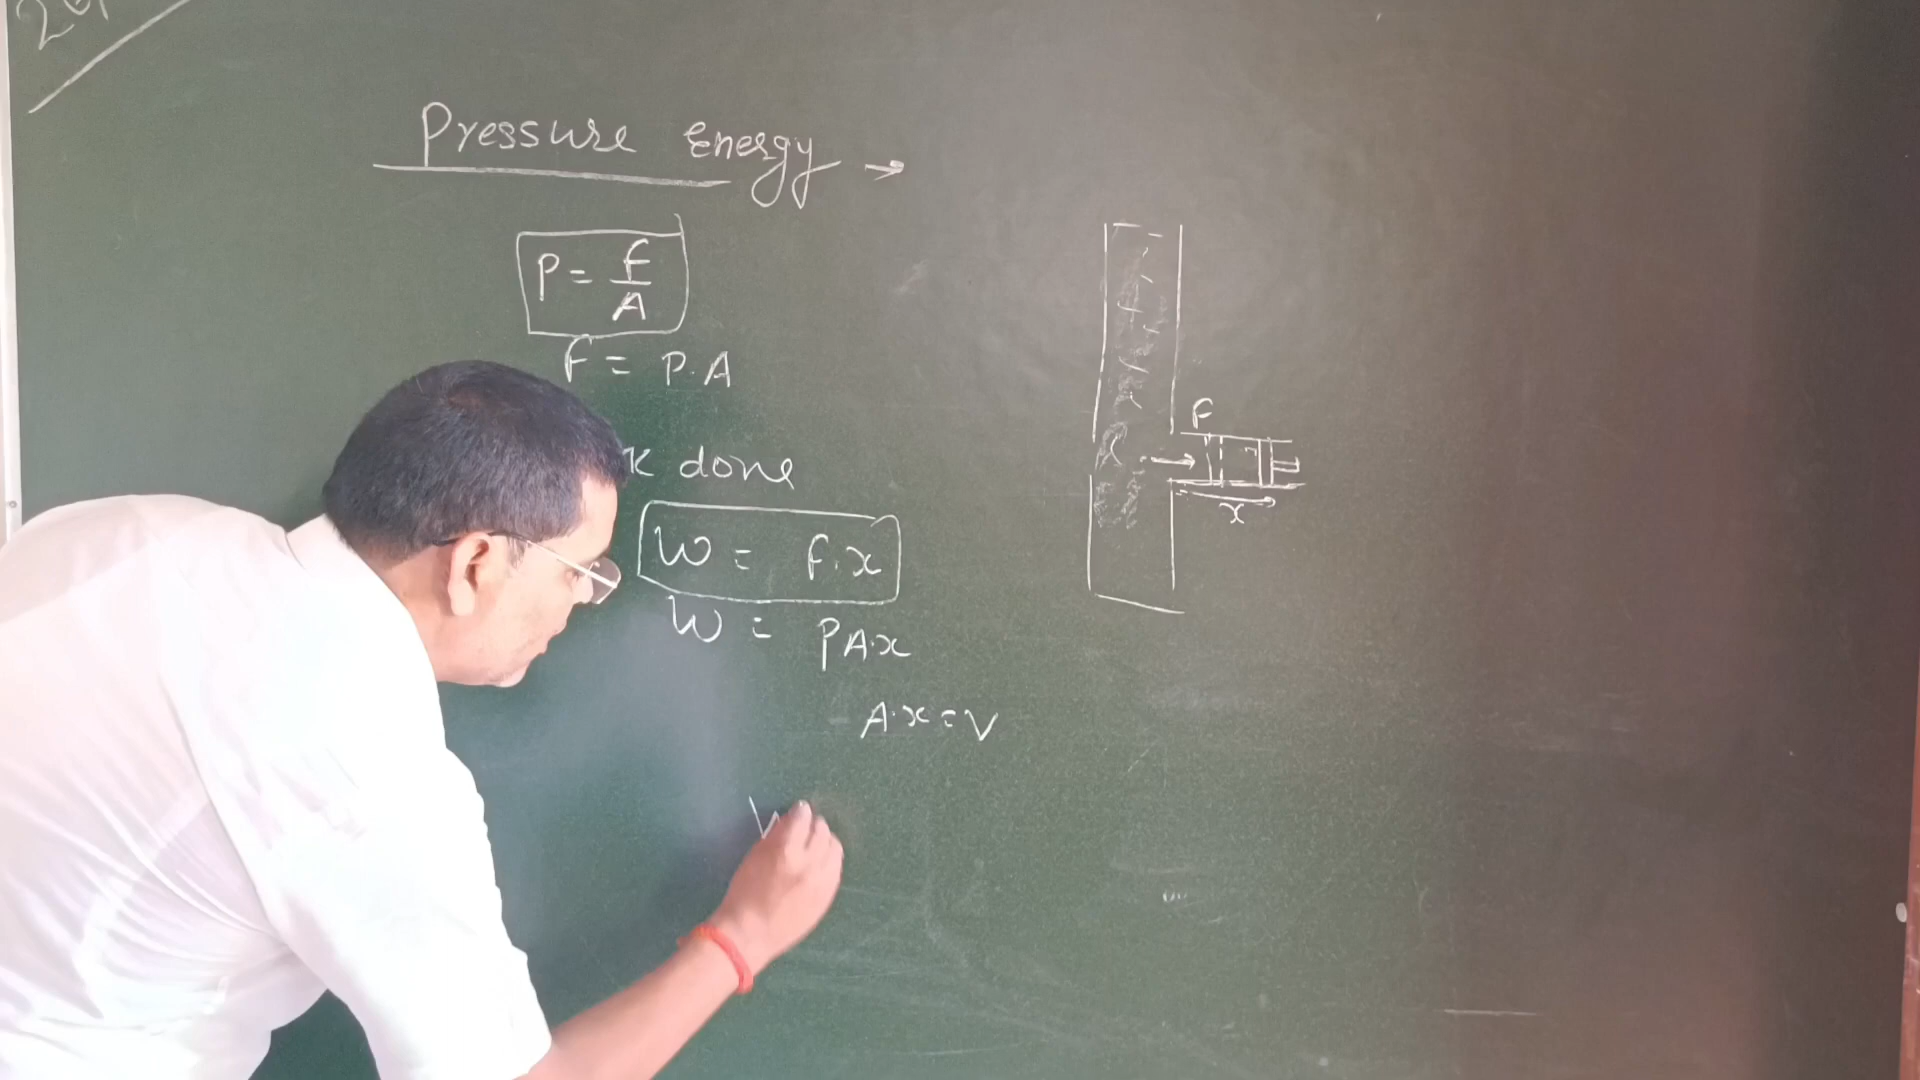 Pressure Energy →
P = F/A
F = P.A
done
W = F.x
W = PA.x
A.x = V
W
F
x